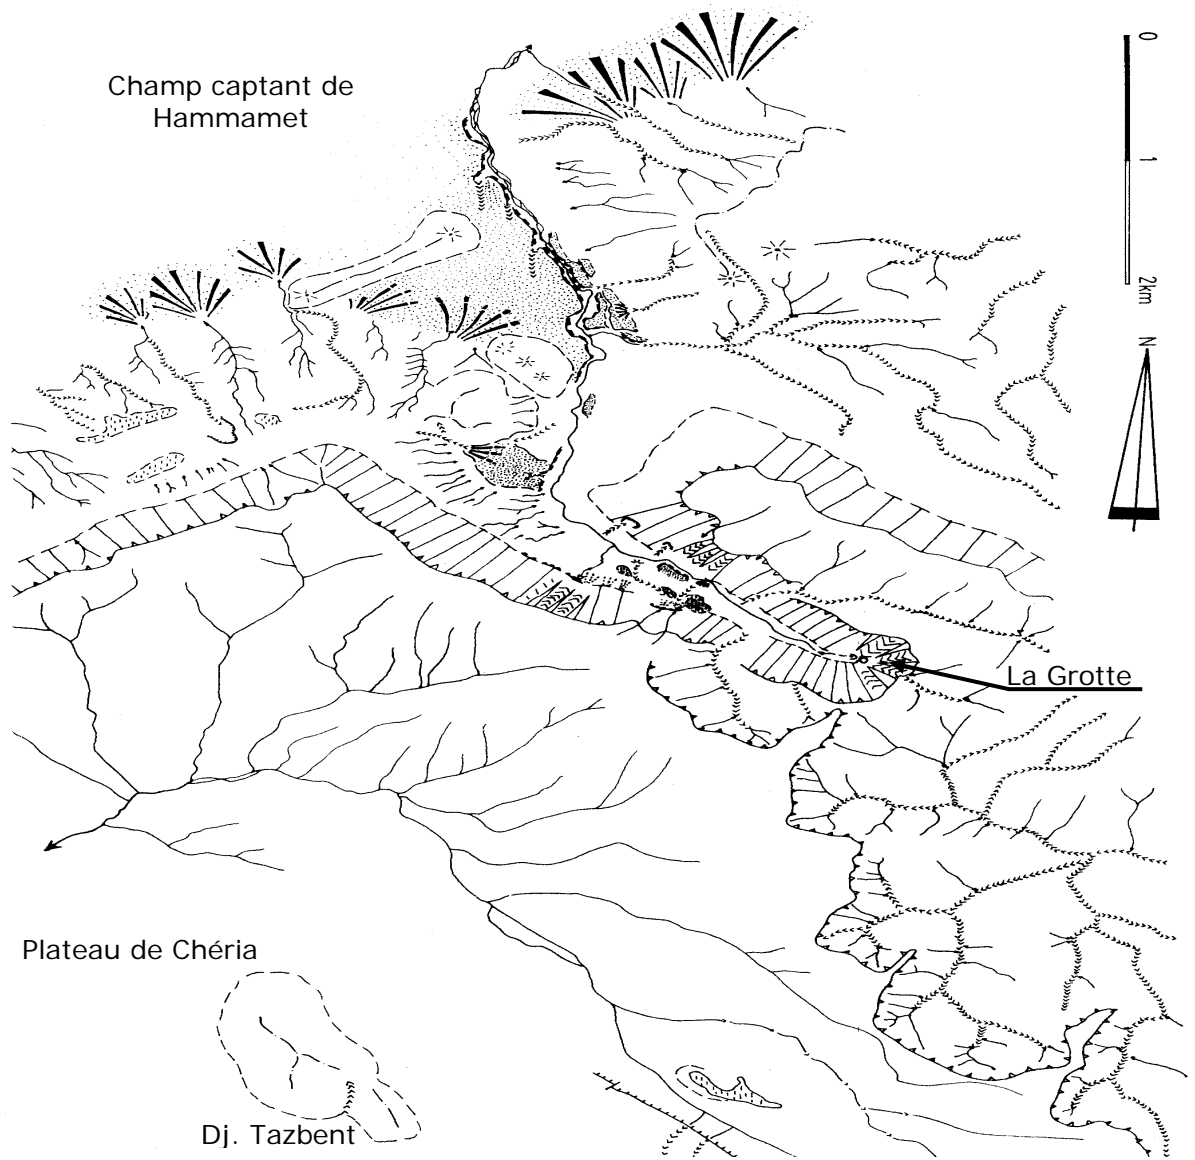 Champ captant de
Hammamet
0
1
2km
N
La Grotte
Plateau de Chéria
Dj. Tazbent